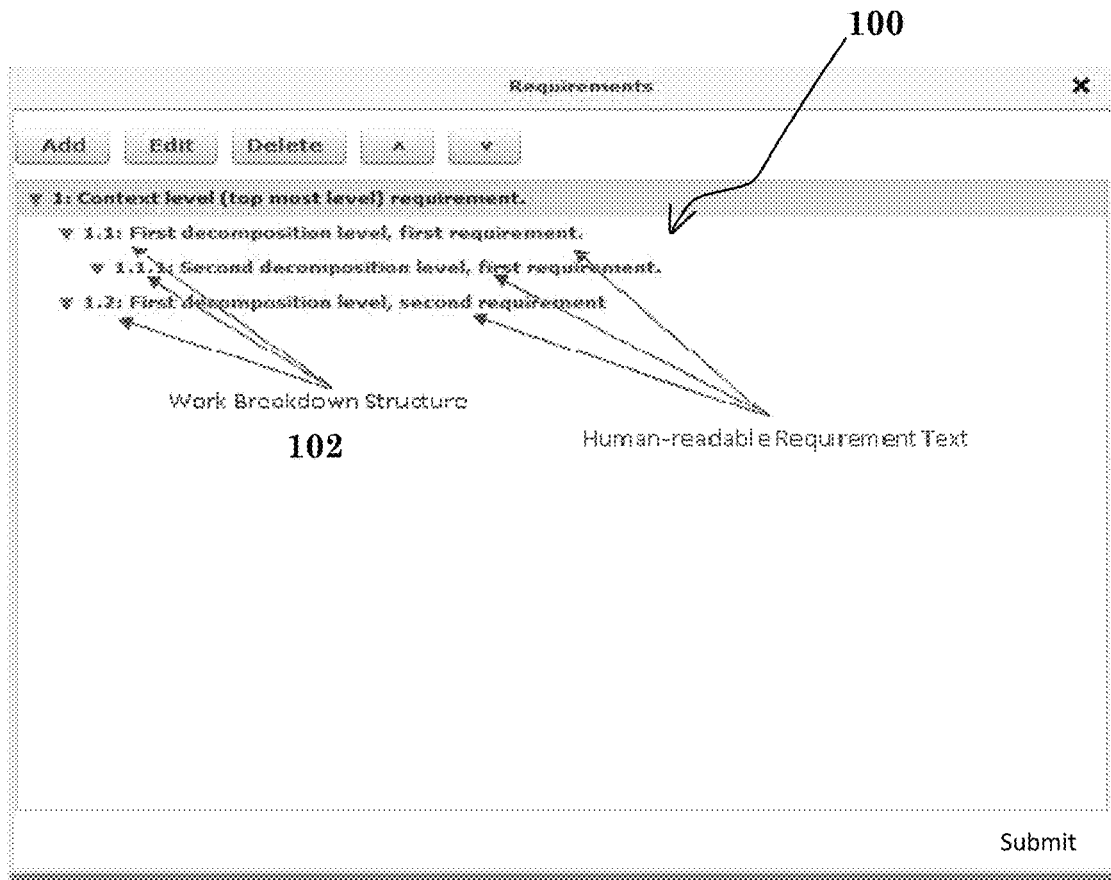 100
Requirements ×
Add Edit Delete ^ v
▼ 1: Context level (top most level) requirement.
▼ 1.1: First decomposition level, first requirement.
▼ 1.1.1: Second decomposition level, first requirement.
▼ 1.2: First decomposition level, second requirement
Work Breakdown Structure
102
Human-readable Requirement Text
Submit